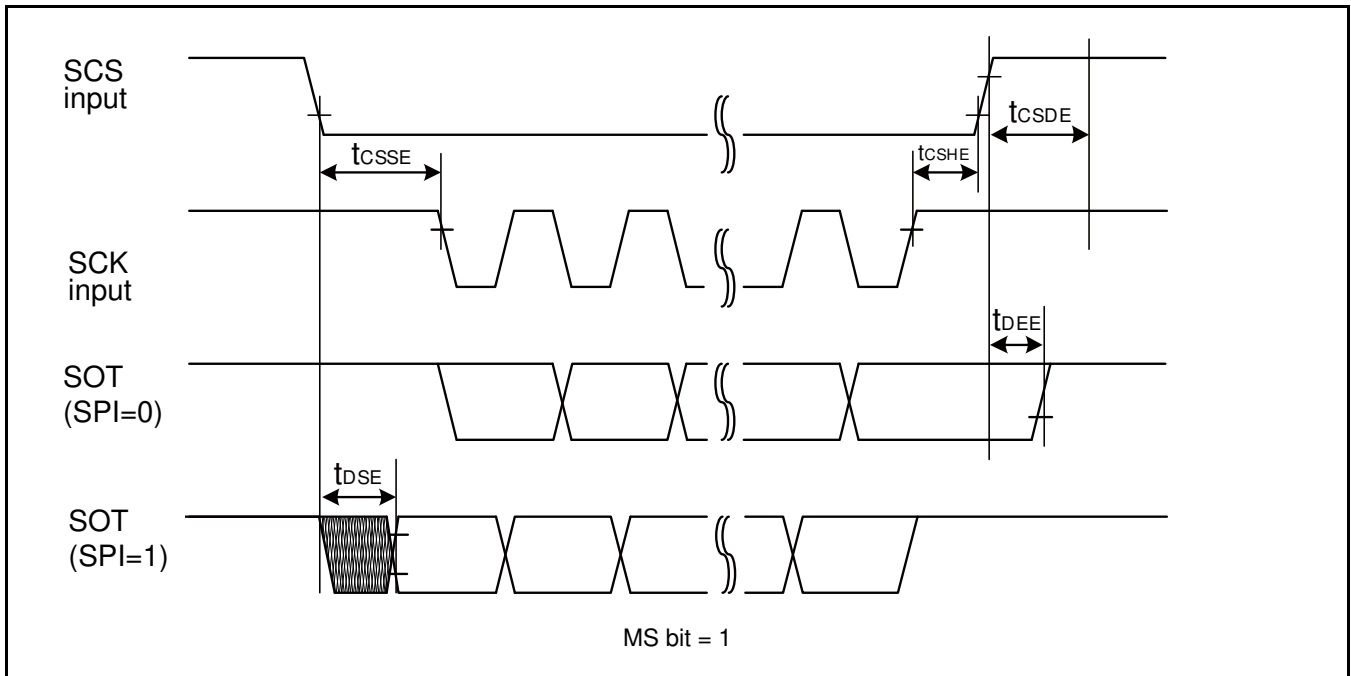 SCS
input
tCSDE
tCSSE
tCSHE
SCK
input
tDEE
SOT
(SPI=0)
tDSE
SOT
(SPI=1)
MS bit = 1